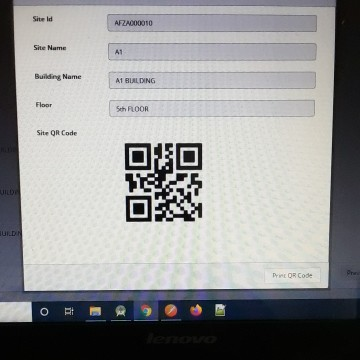 Site Id
AFZA000010
Site Name
A1
Building Name
A1 BUILDING
Floor
5th FLOOR
Site QR Code
Print QR Code
lenovo